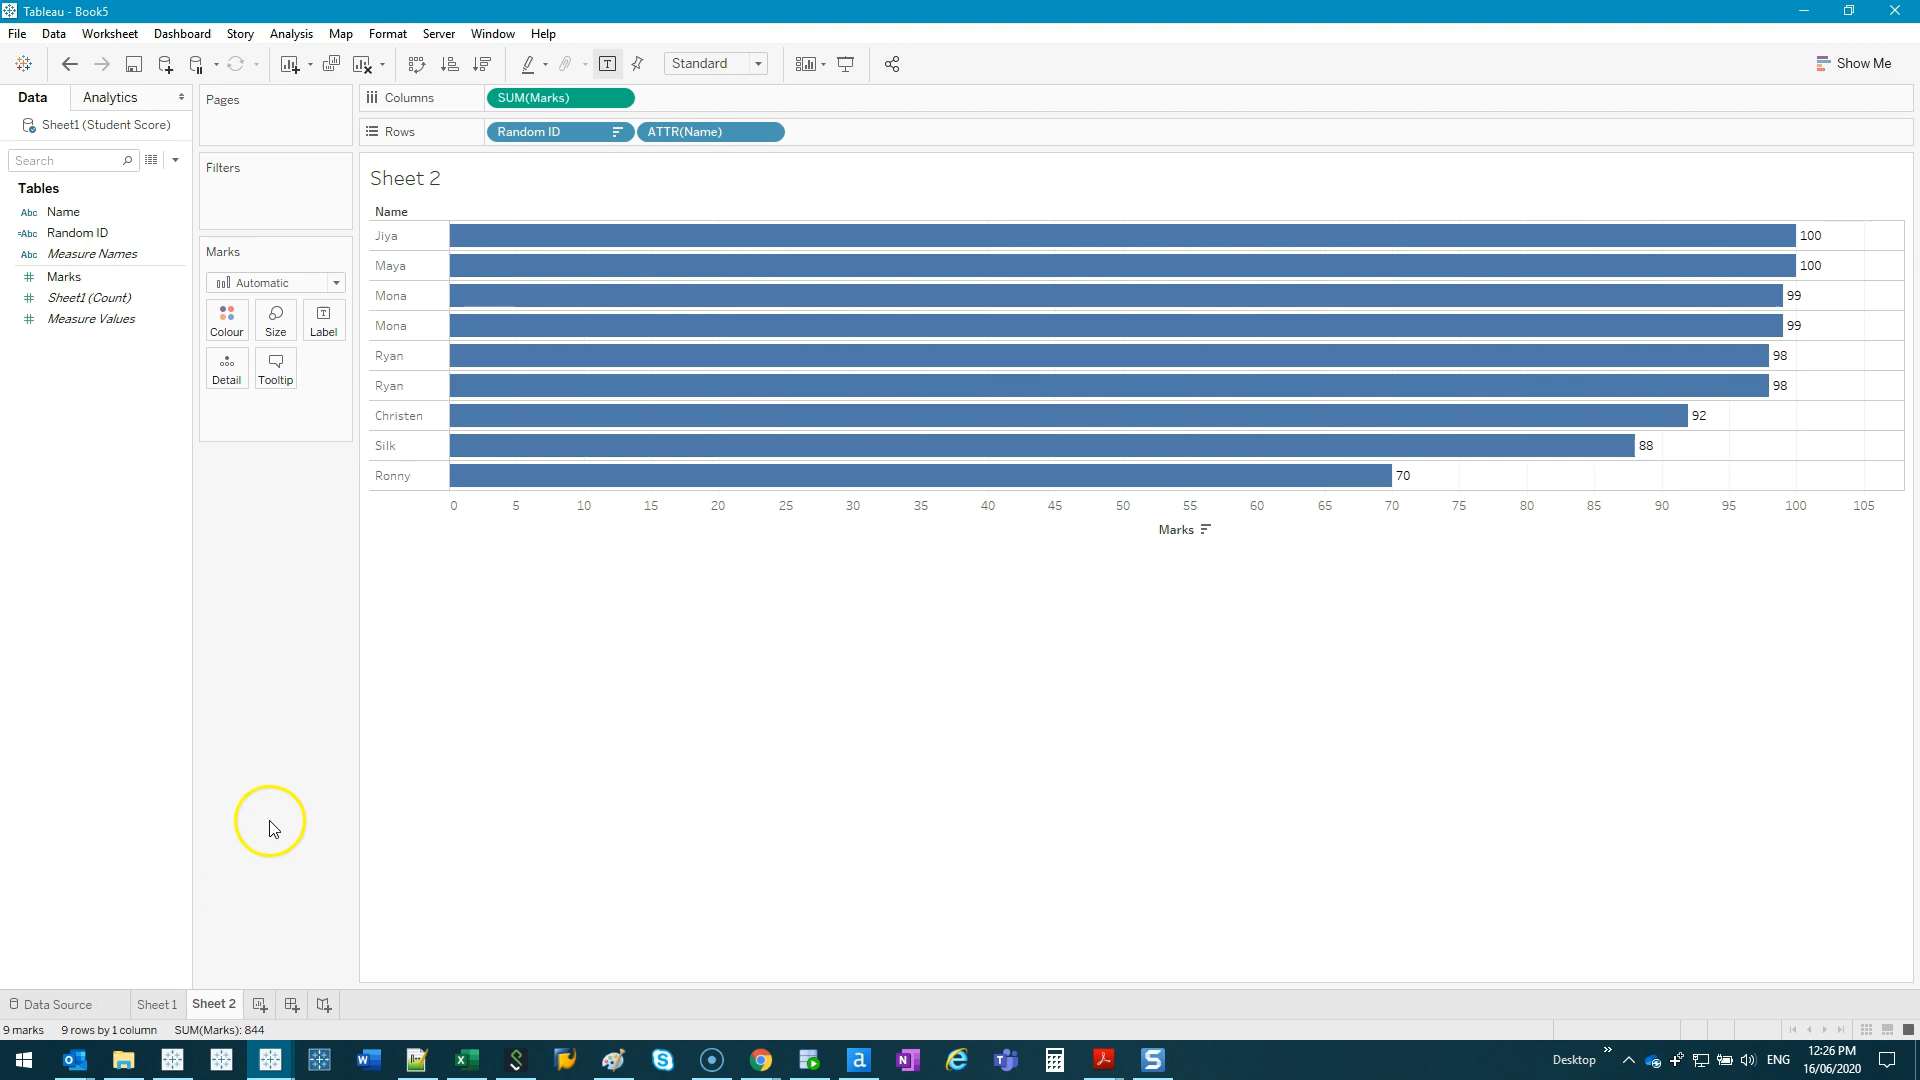 Tableau - Book5
File Data Worksheet Dashboard Story Analysis Map Format Server Window Help
Standard
Show Me
Data Analytics
Sheet1 (Student Score)
Search
Tables
Abc Name
=Abc Random ID
Abc Measure Names
# Marks
# Sheet1 (Count)
# Measure Values
Pages
Filters
Marks
Automatic
Colour Size Label
Detail Tooltip
Columns SUM(Marks)
Rows Random ID ATTR(Name)
Sheet 2
Name
Jiya 100
Maya 100
Mona 99
Mona 99
Ryan 98
Ryan 98
Christen 92
Silk 88
Ronny 70
0 5 10 15 20 25 30 35 40 45 50 55 60 65 70 75 80 85 90 95 100 105
Marks
Data Source Sheet 1 Sheet 2
9 marks 9 rows by 1 column SUM(Marks): 844
Desktop ENG
12:26 PM
16/06/2020